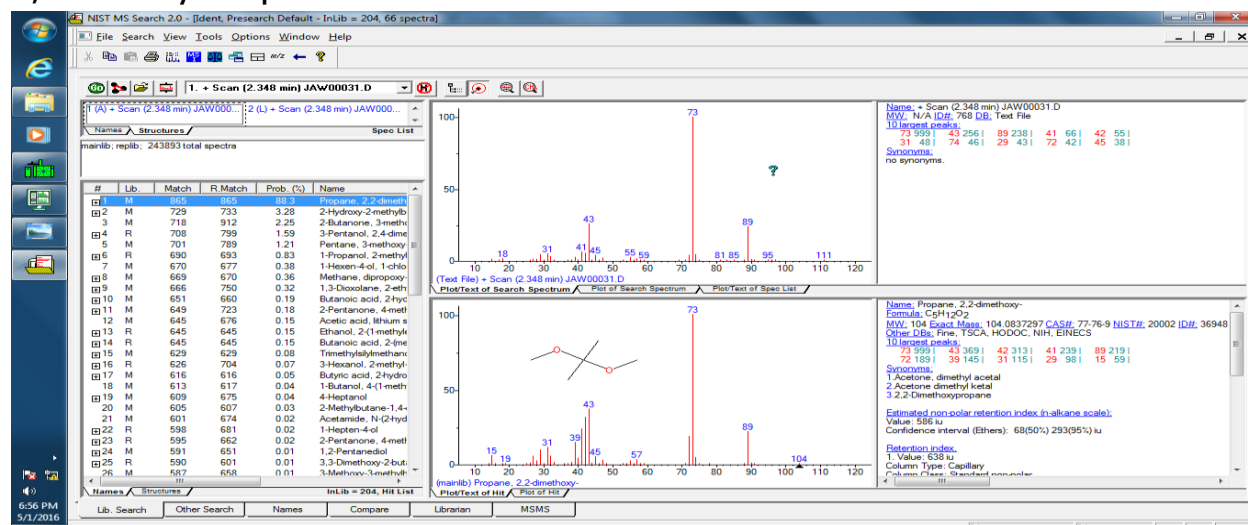 NIST MS Search 2.0 - [Ident, Presearch Default - InLib = 204, 66 spectra]
File Search View Tools Options Window Help
1. + Scan (2.348 min) JAW00031.D
1 (A) + Scan (2.348 min) JAW000... 2 (L) + Scan (2.348 min) JAW000...
Names Structures Spec List
mainlib; replib; 243893 total spectra
# Lib. Match R.Match Prob. (%) Name
1 M 865 865 88.3 Propane, 2,2-dimeth
2 M 729 733 3.28 2-Hydroxy-2-methylb
3 M 718 912 2.25 2-Butanone, 3-meth
4 R 708 799 1.59 3-Pentanol, 2,4-dime
5 M 701 789 1.21 Pentane, 3-methoxy-
6 R 690 693 0.83 1-Propanol, 2-methyl
7 M 670 677 0.38 1-Hexen-4-ol, 1-chlo
8 M 669 670 0.36 Methane, dipropoxy-
9 M 666 750 0.32 1,3-Dioxolane, 2-eth
10 M 651 660 0.19 Butanoic acid, 2-hyd
11 M 649 723 0.18 2-Pentanone, 4-meth
12 M 645 676 0.15 Acetic acid, lithium s
13 R 645 645 0.15 Ethanol, 2-(1-methyle
14 R 645 645 0.15 Butanoic acid, 2-(me
15 M 629 629 0.08 Trimethylsilylmethanc
16 R 626 704 0.07 3-Hexanol, 2-methyl-
17 M 616 616 0.05 Butyric acid, 2-hydro
18 M 613 617 0.04 1-Butanol, 4-(1-meth
19 M 609 675 0.04 4-Heptanol
20 M 605 607 0.03 2-Methylbutane-1,4-
21 M 601 674 0.02 Acetamide, N-(2-hyd
22 R 598 681 0.02 1-Hepten-4-ol
23 R 595 662 0.02 2-Pentanone, 4-meth
24 M 591 651 0.01 1,2-Pentanediol
25 R 590 601 0.01 3,3-Dimethoxy-2-but
26 M 587 658 0.01 3-Methoxy-3-methylh
Names Structures InLib = 204, Hit List
Lib. Search Other Search Names Compare Librarian MSMS
100
73
50
43
89
18 31 41 45 55 59 81 85 95 111
0
10 20 30 40 50 60 70 80 90 100 110 120
(Text File) + Scan (2.348 min) JAW00031.D
Plot/Text of Search Spectrum Plot of Search Spectrum Plot/Text of Spec List
Name: + Scan (2.348 min) JAW00031.D
MW: N/A ID#: 768 DB: Text File
10 largest peaks:
73 999 | 43 256 | 89 238 | 41 66 | 42 55 |
31 48 | 74 46 | 29 43 | 72 42 | 45 38 |
Synonyms:
no synonyms.
100
73
O
O
50
43
89
15 19 31 39 45 57 104
0
10 20 30 40 50 60 70 80 90 100 110 120
(mainlib) Propane, 2,2-dimethoxy-
Plot/Text of Hit Plot of Hit
Name: Propane, 2,2-dimethoxy-
Formula: C5H12O2
MW: 104 Exact Mass: 104.0837297 CAS#: 77-76-9 NIST#: 20002 ID#: 36948
Other DBs: Fine, TSCA, HODOC, NIH, EINECS
10 largest peaks:
73 999 | 43 369 | 42 313 | 41 239 | 89 219 |
72 189 | 39 145 | 31 115 | 29 98 | 15 59 |
Synonyms:
1.Acetone, dimethyl acetal
2.Acetone dimethyl ketal
3.2,2-Dimethoxypropane
Estimated non-polar retention index (n-alkane scale):
Value: 586 iu
Confidence interval (Ethers): 68(50%) 293(95%) iu
Retention index.
1. Value: 638 iu
Column Type: Capillary
6:56 PM
5/1/2016